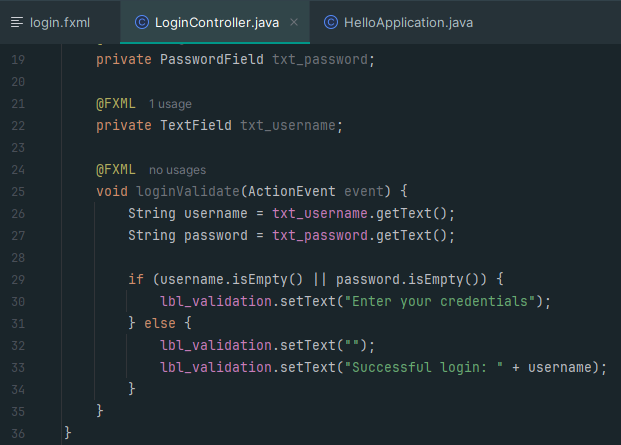 login.fxml LoginController.java × HelloApplication.java
19 private PasswordField txt_password;
20
21 @FXML 1 usage
22 private TextField txt_username;
23
24 @FXML no usages
25 void loginValidate(ActionEvent event) {
26 String username = txt_username.getText();
27 String password = txt_password.getText();
28
29 if (username.isEmpty() || password.isEmpty()) {
30 lbl_validation.setText("Enter your credentials");
31 } else {
32 lbl_validation.setText("");
33 lbl_validation.setText("Successful login: " + username);
34 }
35 }
36 }